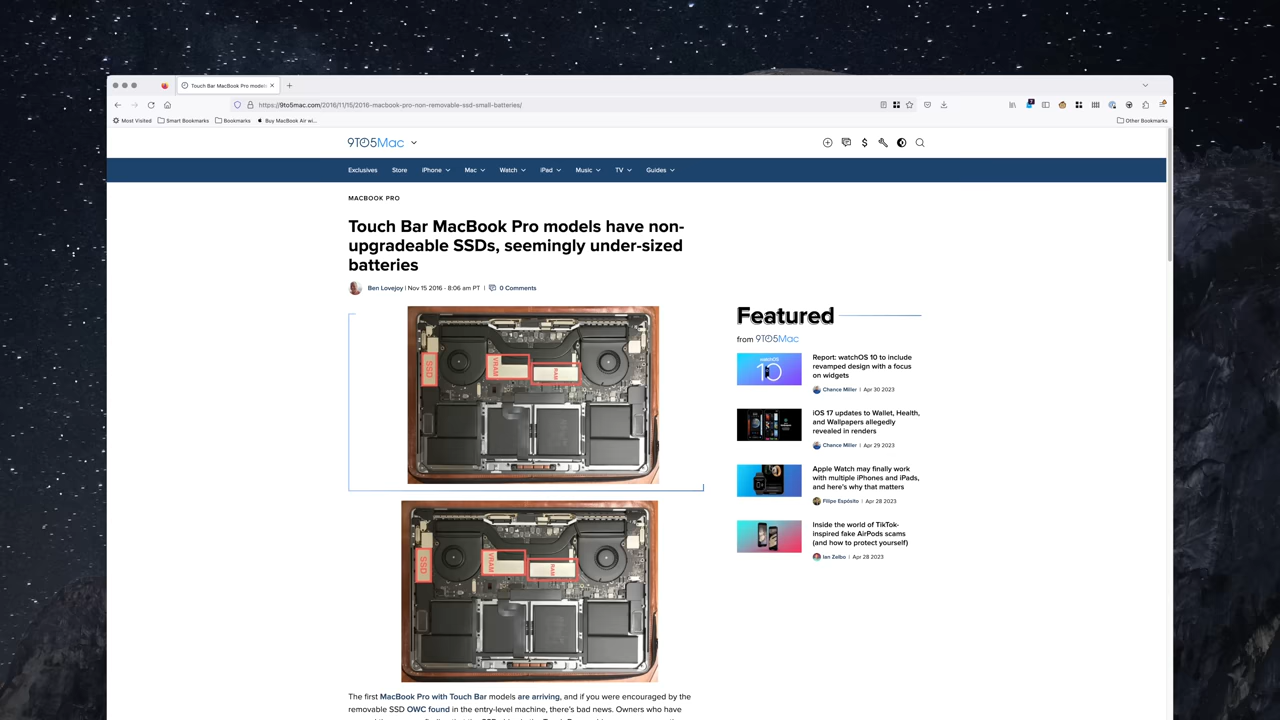 Touch Bar MacBook Pro models
https://9to5mac.com/2016/11/15/2016-macbook-pro-non-removable-ssd-small-batteries/
Most Visited
Smart Bookmarks
Bookmarks
Buy MacBook Air wi...
Other Bookmarks
9TO5Mac
Exclusives
Store
iPhone
Mac
Watch
iPad
Music
TV
Guides
MACBOOK PRO
Touch Bar MacBook Pro models have non-
upgradeable SSDs, seemingly under-sized
batteries
Ben Lovejoy | Nov 15 2016 - 8:06 am PT | 0 Comments
SSD
VRAM
RAM
SSD
VRAM
RAM
The first MacBook Pro with Touch Bar models are arriving, and if you were encouraged by the
removable SSD OWC found in the entry-level machine, there's bad news. Owners who have
Featured
from 9TO5Mac
watchOS
10
Report: watchOS 10 to include
revamped design with a focus
on widgets
Chance Miller | Apr 30 2023
iOS 17 updates to Wallet, Health,
and Wallpapers allegedly
revealed in renders
Chance Miller | Apr 29 2023
Apple Watch may finally work
with multiple iPhones and iPads,
and here's why that matters
Filipe Espósito | Apr 28 2023
Inside the world of TikTok-
inspired fake AirPods scams
(and how to protect yourself)
Ian Zelbo | Apr 28 2023